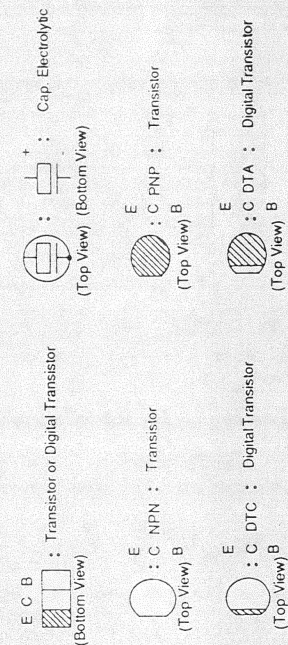 E C B
: Transistor or Digital Transistor
(Bottom View)
: + - : Cap, Electrolytic
(Top View) (Bottom View)
E
: C NPN : Transistor
B
(Top View)
E
: C PNP : Transistor
B
(Top View)
E
: C DTC : Digital Transistor
B
(Top View)
E
: C DTA : Digital Transistor
B
(Top View)